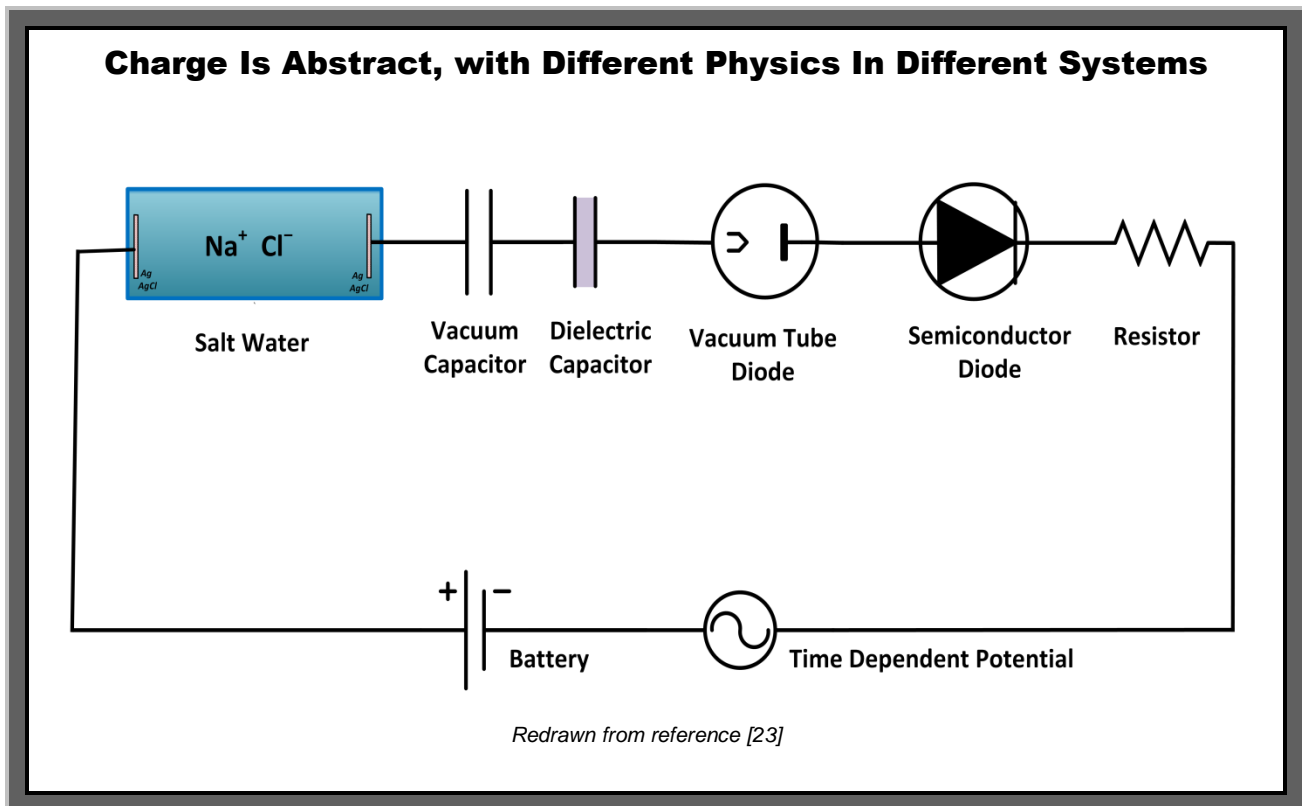 Charge Is Abstract, with Different Physics In Different Systems
Na⁺ Cl⁻
Ag
AgCl
Ag
AgCl
Salt Water
Vacuum
Capacitor
Dielectric
Capacitor
Vacuum Tube
Diode
Semiconductor
Diode
Resistor
+ −
Battery
Time Dependent Potential
Redrawn from reference [23]